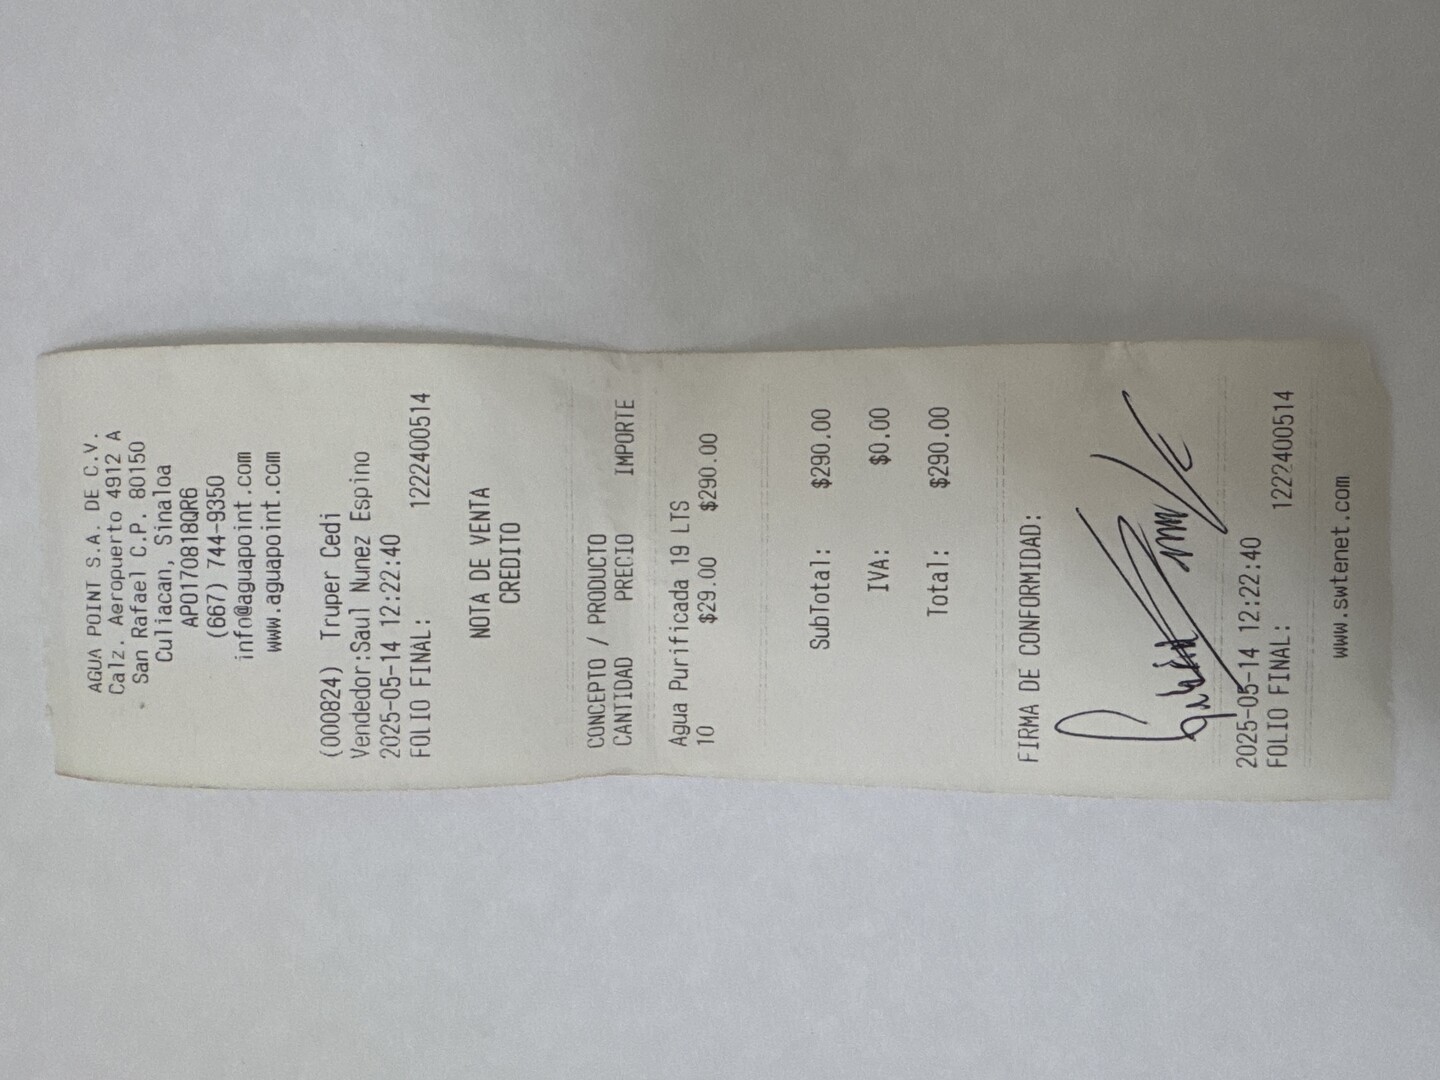 AGUA POINT S.A. DE C.V.
Calz. Aeropuerto 4912 A
San Rafael C.P. 80150
Culiacan, Sinaloa
APO170818QR6
(667) 744-9350
info@aguapoint.com
www.aguapoint.com
(000824) Truper Cedi
Vendedor:Saul Nunez Espino
2025-05-14 12:22:40
FOLIO FINAL: 1222400514
NOTA DE VENTA
CREDITO
CONCEPTO / PRODUCTO
CANTIDAD PRECIO IMPORTE
Agua Purificada 19 LTS
10 $29.00 $290.00
SubTotal: $290.00
IVA: $0.00
Total: $290.00
FIRMA DE CONFORMIDAD:
2025-05-14 12:22:40
FOLIO FINAL: 1222400514
www.swtenet.com